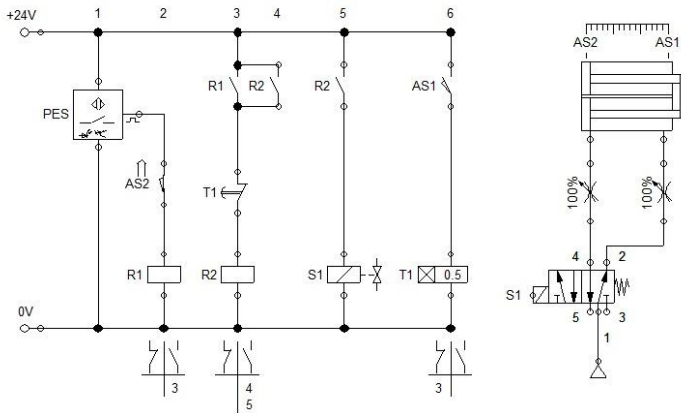 +24V 1 2 3 4 5 6
AS2 AS1
R1 R2 R2 AS1
PES
100% 100%
AS2 T1
4 2
R1 R2 S1 T1 0.5
S1
0V
5 3
1
3 4 3
5